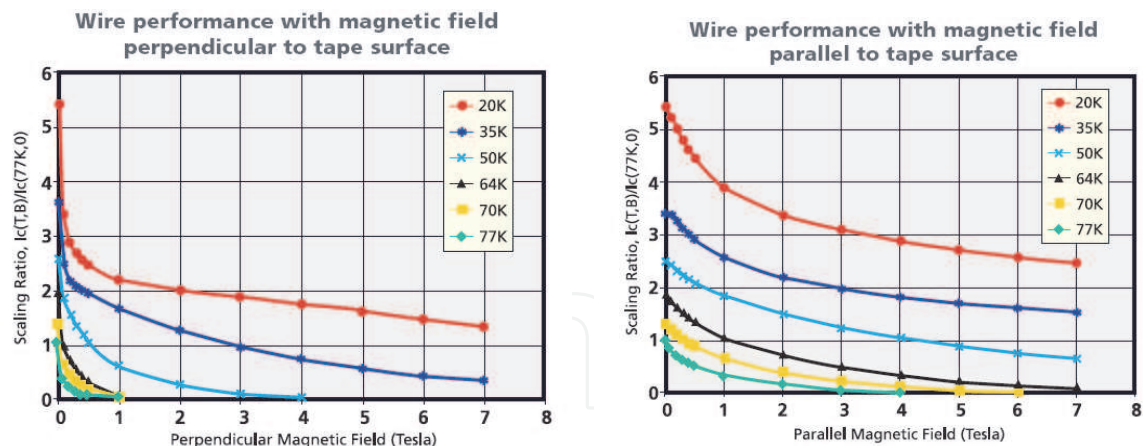 Wire performance with magnetic field
perpendicular to tape surface
6
5
4
3
2
1
0
0
1
2
3
4
5
6
7
8
Scaling Ratio, Ic(T,B)/Ic(77K,0)
Perpendicular Magnetic Field (Tesla)
20K
35K
50K
64K
70K
77K
Wire performance with magnetic field
parallel to tape surface
6
5
4
3
2
1
0
0
1
2
3
4
5
6
7
8
Scaling Ratio, Ic(T,B)/Ic(77K,0)
Parallel Magnetic Field (Tesla)
20K
35K
50K
64K
70K
77K